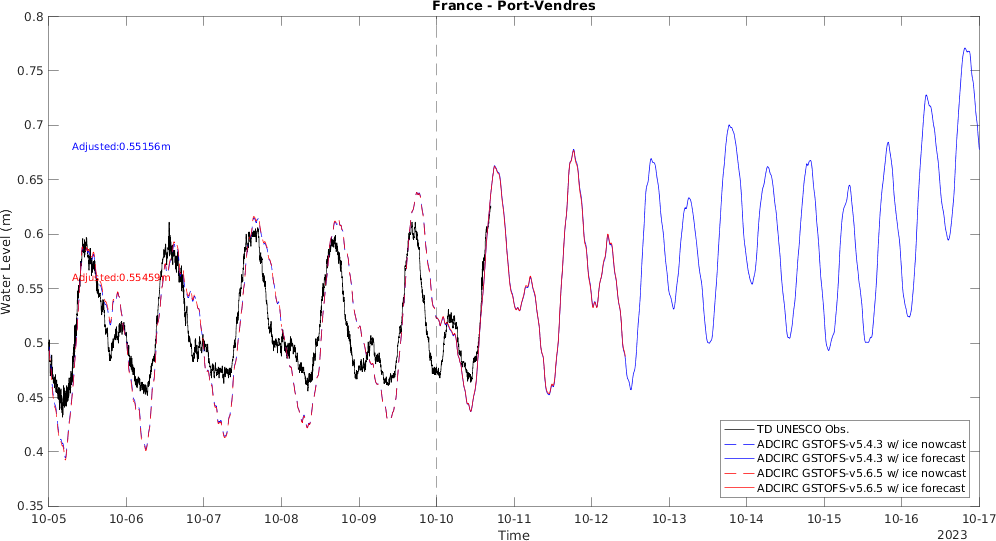 France - Port-Vendres
0.8
0.75
0.7
0.65
0.6
0.55
0.5
0.45
0.4
0.35
Water Level (m)
Adjusted:0.55156m
Adjusted:0.55459m
TD UNESCO Obs.
ADCIRC GSTOFS-v5.4.3 w/ ice nowcast
ADCIRC GSTOFS-v5.4.3 w/ ice forecast
ADCIRC GSTOFS-v5.6.5 w/ ice nowcast
ADCIRC GSTOFS-v5.6.5 w/ ice forecast
10-05 10-06 10-07 10-08 10-09 10-10 10-11 10-12 10-13 10-14 10-15 10-16 10-17
Time
2023